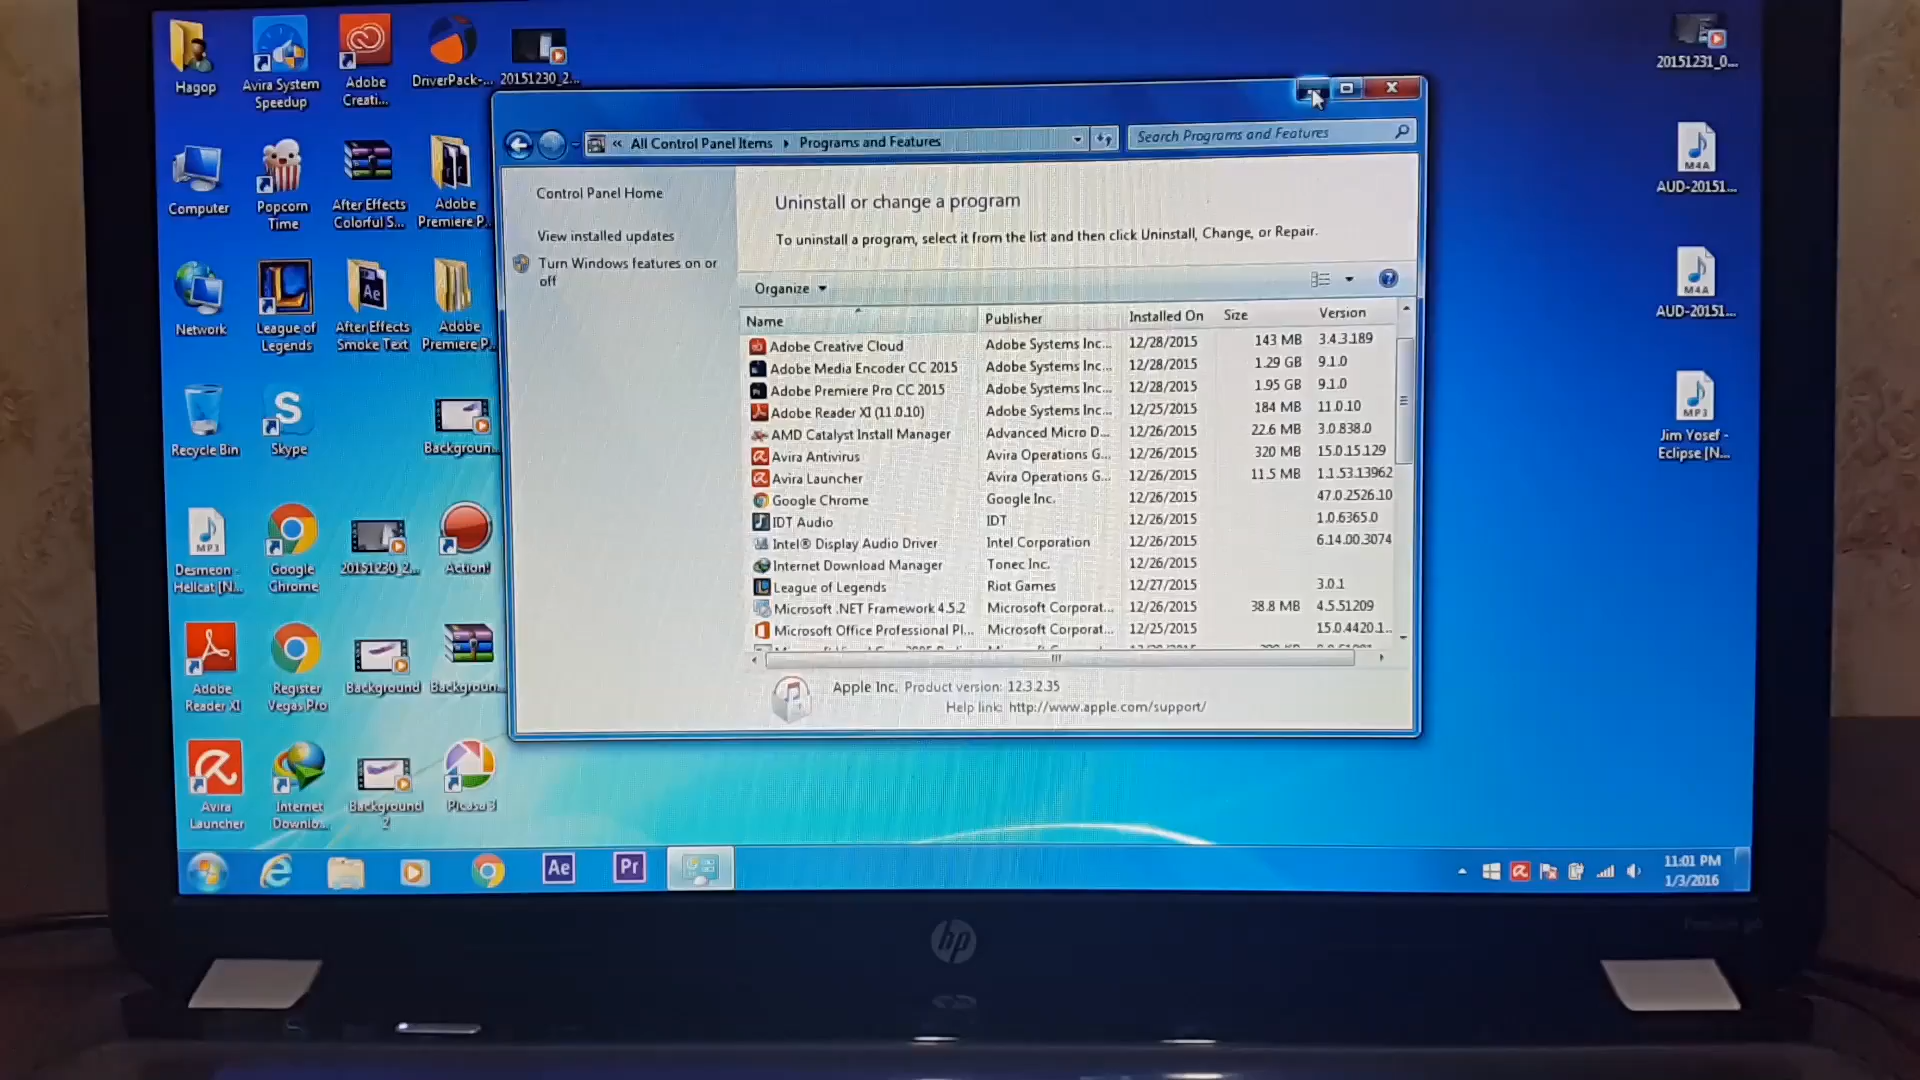 Hagop
Avira System
Speedup
Adobe
Creati...
DriverPack-...
20151230_2...
20151231_0...
Computer
Popcorn
Time
After Effects
Colorful S...
Adobe
Premiere P...
M4A
AUD-20151...
Network
League of
Legends
Ae
After Effects
Smoke Text
Adobe
Premiere P...
M4A
AUD-20151...
Recycle Bin
S
Skype
Backgroun...
MP3
Jim Yosef -
Eclipse [N...
MP3
Desmeon -
Hellcat [N...
Google
Chrome
20151230_2...
Action!
Adobe
Reader XI
Register
Vegas Pro
Background
Backgroun...
Avira
Launcher
Internet
Downlo...
Background
2
Picasa 3
« All Control Panel Items Programs and Features
Search Programs and Features
Control Panel Home
View installed updates
Turn Windows features on or
off
Uninstall or change a program
To uninstall a program, select it from the list and then click Uninstall, Change, or Repair.
Organize
Name Publisher Installed On Size Version
Adobe Creative Cloud Adobe Systems Inc... 12/28/2015 143 MB 3.4.3.189
Adobe Media Encoder CC 2015 Adobe Systems Inc... 12/28/2015 1.29 GB 9.1.0
Adobe Premiere Pro CC 2015 Adobe Systems Inc... 12/28/2015 1.95 GB 9.1.0
Adobe Reader XI (11.0.10) Adobe Systems Inc... 12/25/2015 184 MB 11.0.10
AMD Catalyst Install Manager Advanced Micro D... 12/26/2015 22.6 MB 3.0.838.0
Avira Antivirus Avira Operations G... 12/26/2015 320 MB 15.0.15.129
Avira Launcher Avira Operations G... 12/26/2015 11.5 MB 1.1.53.13962
Google Chrome Google Inc. 12/26/2015 47.0.2526.10
IDT Audio IDT 12/26/2015 1.0.6365.0
Intel® Display Audio Driver Intel Corporation 12/26/2015 6.14.00.3074
Internet Download Manager Tonec Inc. 12/26/2015
League of Legends Riot Games 12/27/2015 3.0.1
Microsoft .NET Framework 4.5.2 Microsoft Corporat... 12/26/2015 38.8 MB 4.5.51209
Microsoft Office Professional Pl... Microsoft Corporat... 12/25/2015 15.0.4420.1...
Apple Inc. Product version: 12.3.2.35
Help link: http://www.apple.com/support/
Ae
Pr
11:01 PM
1/3/2016
hp